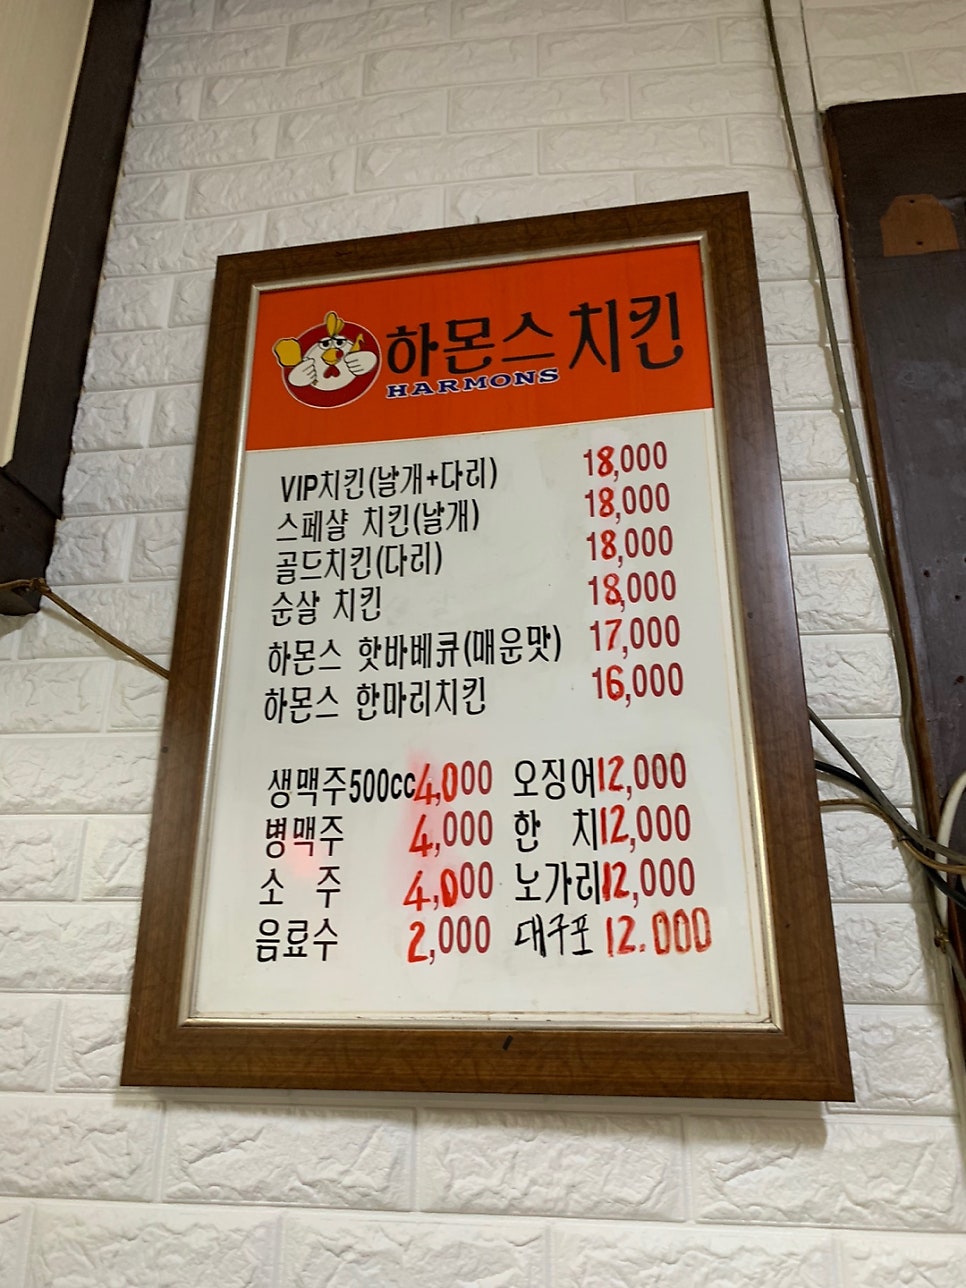 하몬스 치킨
HARMONS
VIP치킨(날개+다리) 18,000
스페샬 치킨(날개) 18,000
골드치킨(다리) 18,000
순살 치킨 18,000
하몬스 핫바베큐(매운맛) 17,000
하몬스 한마리치킨 16,000
생맥주500cc 4,000 오징어 12,000
병맥주 4,000 한 치 12,000
소 주 4,000 노가리 12,000
음료수 2,000 대구포 12.000